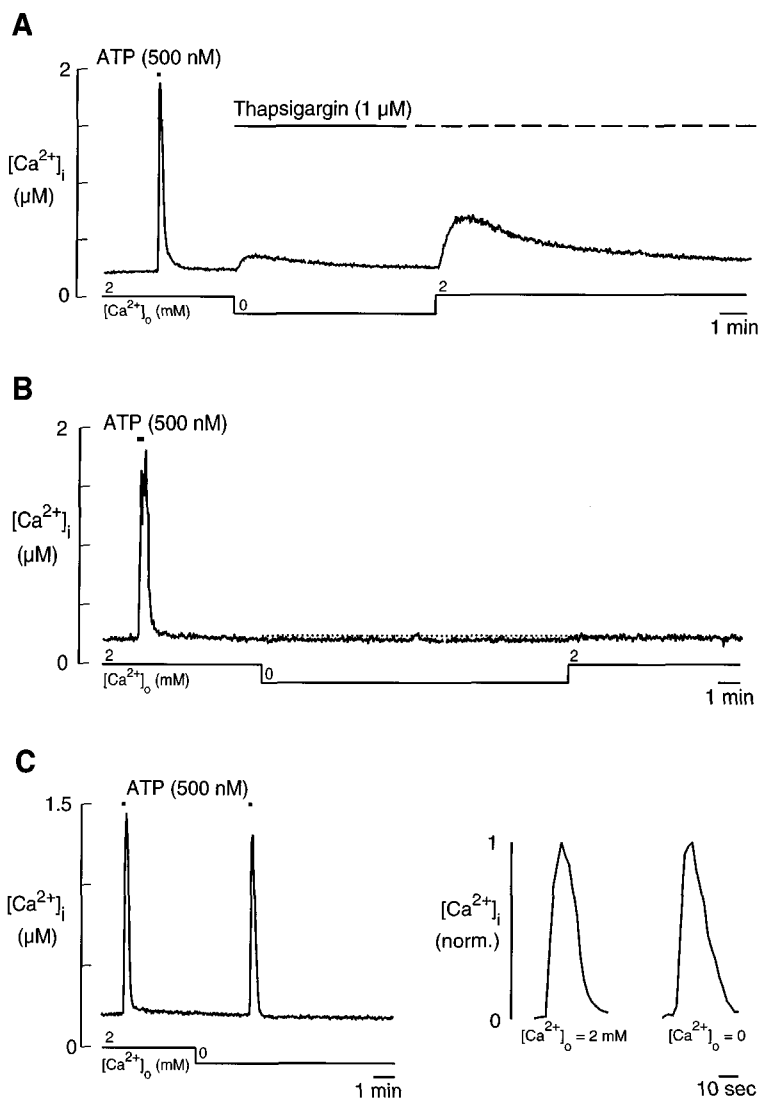 A
ATP (500 nM)
2
Thapsigargin (1 µM)
[Ca2+]i
(µM)
0
2
0
2
[Ca2+]o (mM)
1 min
B
ATP (500 nM)
2
[Ca2+]i
(µM)
0
2
0
2
[Ca2+]o (mM)
1 min
C
ATP (500 nM)
1.5
[Ca2+]i
(µM)
0
2
0
[Ca2+]o (mM)
1 min
1
[Ca2+]i
(norm.)
0
[Ca2+]o = 2 mM
[Ca2+]o = 0
10 sec